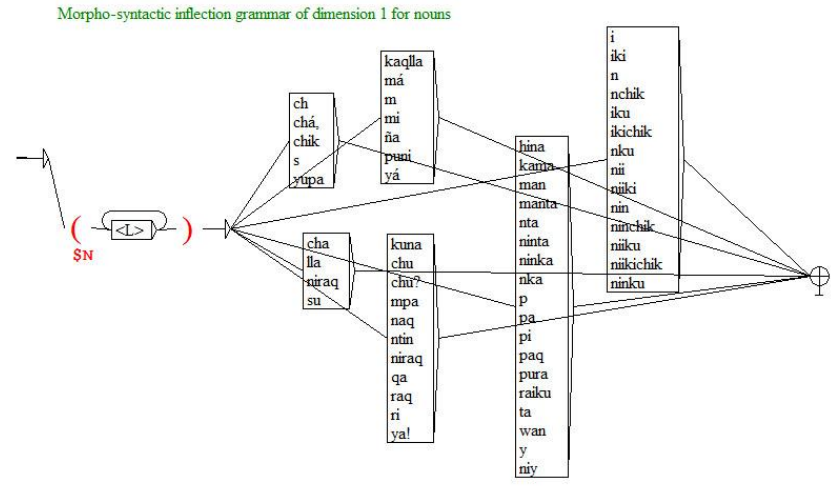 Morpho-syntactic inflection grammar of dimension 1 for nouns
(
<L>
)
$N
ch
chá,
chik
s
yupa
kaqlla
má
m
mi
ña
puni
yá
cha
lla
niraq
su
kuna
chu
chu?
mpa
naq
ntin
niraq
qa
raq
ri
ya!
hina
kama
man
manta
nta
ninta
ninka
nka
p
pa
pi
paq
pura
raiku
ta
wan
y
niy
i
iki
n
nchik
iku
ikichik
nku
nii
niiki
nin
ninchik
niiku
niikichik
ninku